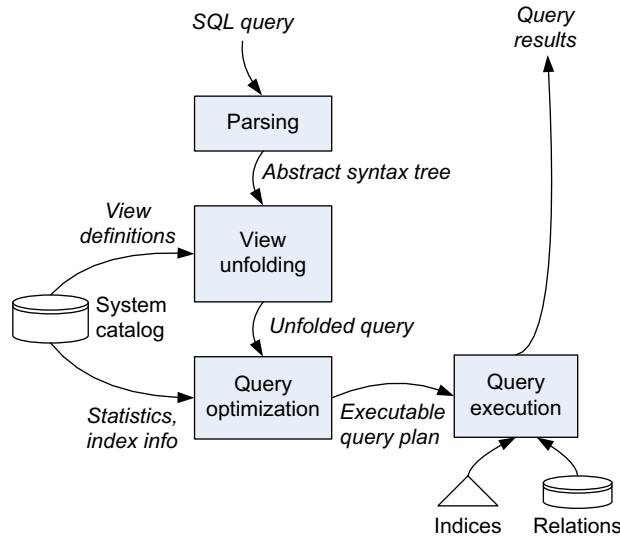 SQL query
Query
results
Parsing
Abstract syntax tree
View
definitions
View
unfolding
System
catalog
Unfolded query
Query
optimization
Statistics,
index info
Executable
query plan
Query
execution
Indices
Relations